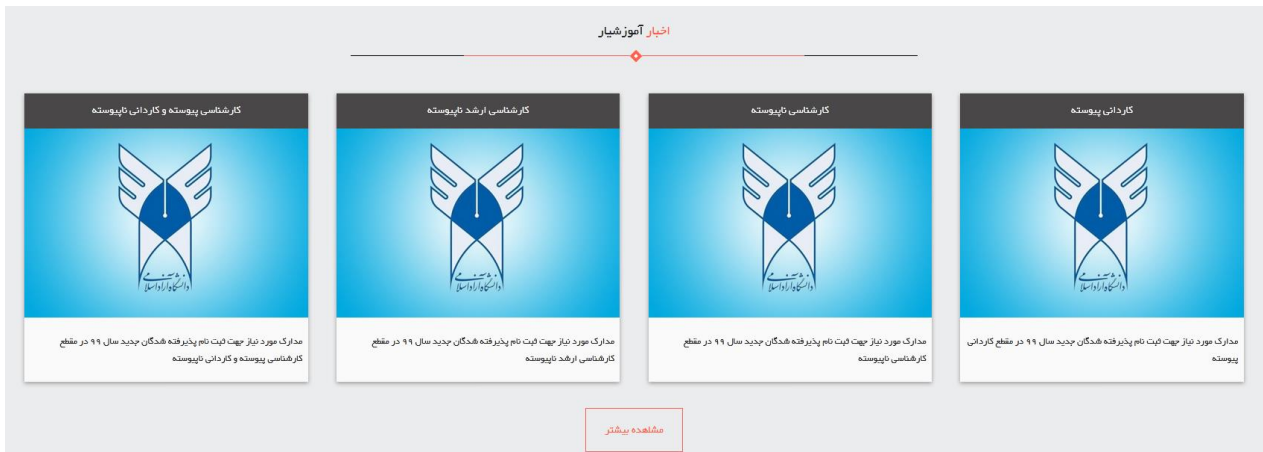 اخبار آموزشیار
کاردانی پیوسته
دانشگاه آزاد اسلامی
مدارک مورد نیاز جهت ثبت نام پذیرفته شدگان جدید سال ۹۹ در مقطع کاردانی
پیوسته
کارشناسی ناپیوسته
دانشگاه آزاد اسلامی
مدارک مورد نیاز جهت ثبت نام پذیرفته شدگان جدید سال ۹۹ در مقطع
کارشناسی ناپیوسته
کارشناسی ارشد ناپیوسته
دانشگاه آزاد اسلامی
مدارک مورد نیاز جهت ثبت نام پذیرفته شدگان جدید سال ۹۹ در مقطع
کارشناسی ارشد ناپیوسته
کارشناسی پیوسته و کاردانی ناپیوسته
دانشگاه آزاد اسلامی
مدارک مورد نیاز جهت ثبت نام پذیرفته شدگان جدید سال ۹۹ در مقطع
کارشناسی پیوسته و کاردانی ناپیوسته
مشاهده بیشتر